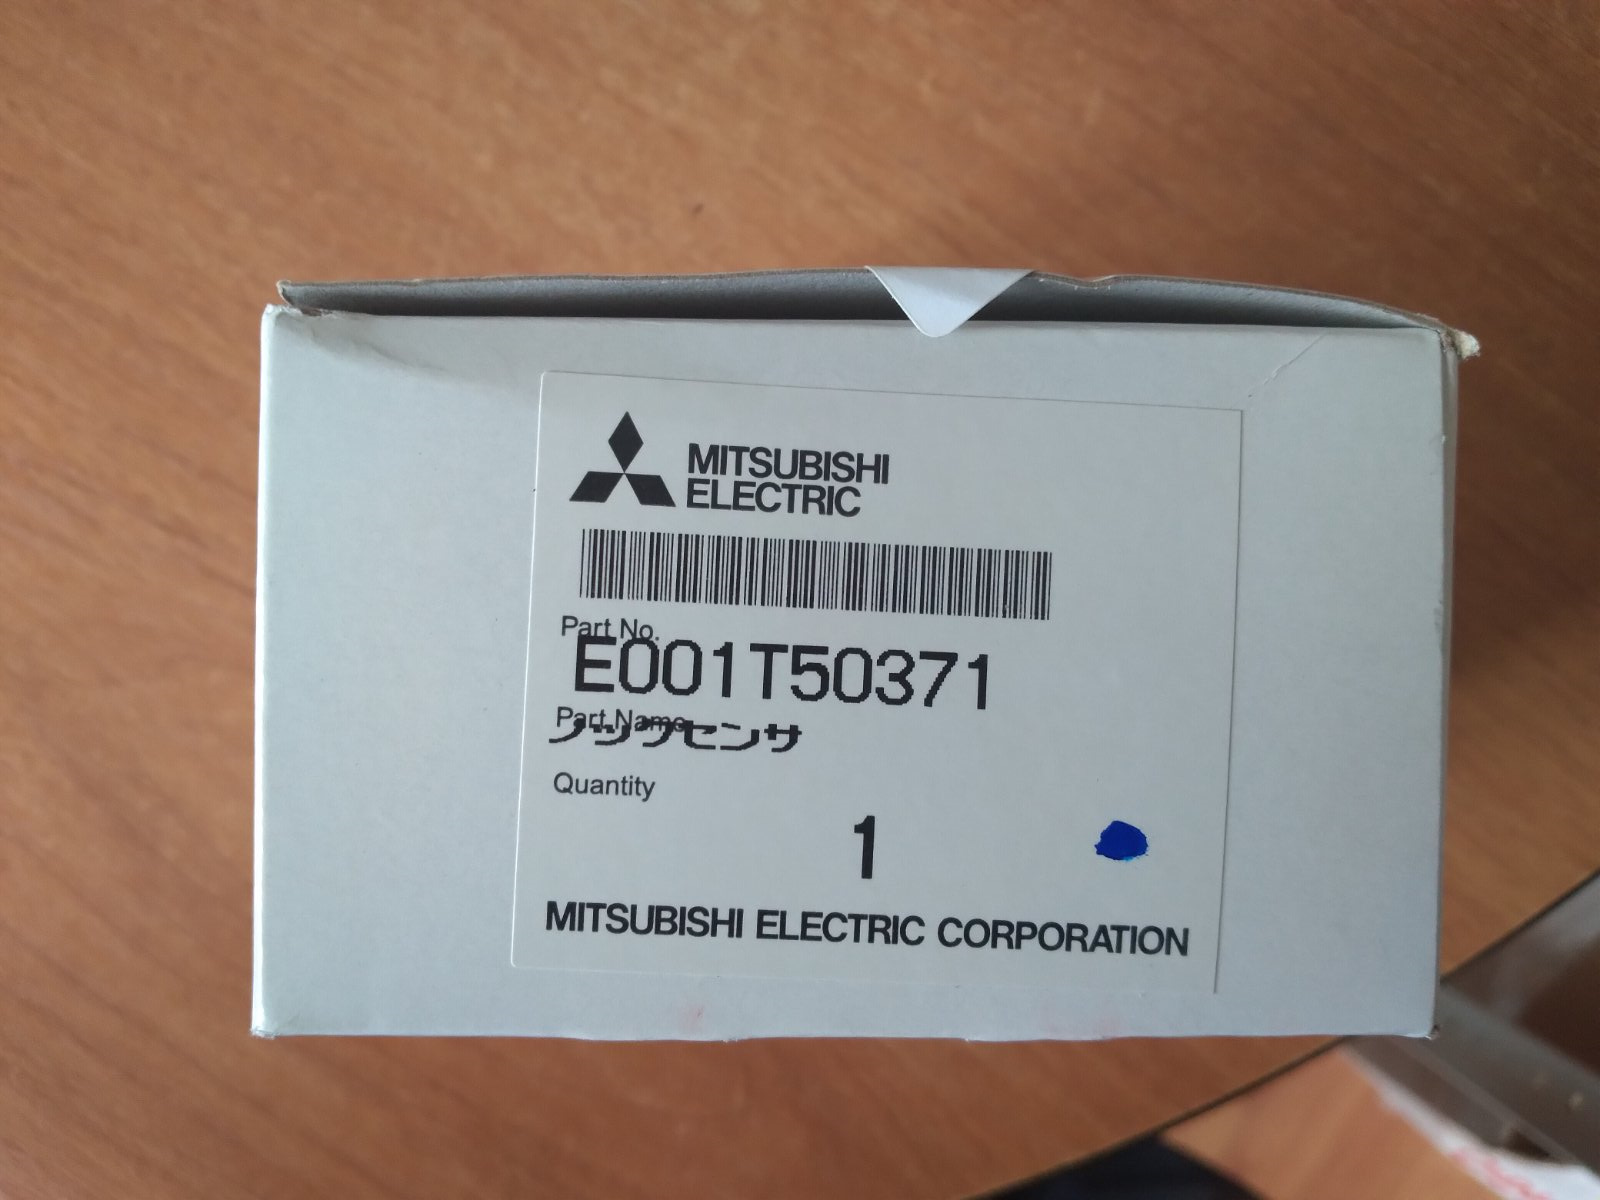 MITSUBISHI
ELECTRIC
Part No.
E001T50371
Part Name
ノックセンサ
Quantity
1
MITSUBISHI ELECTRIC CORPORATION